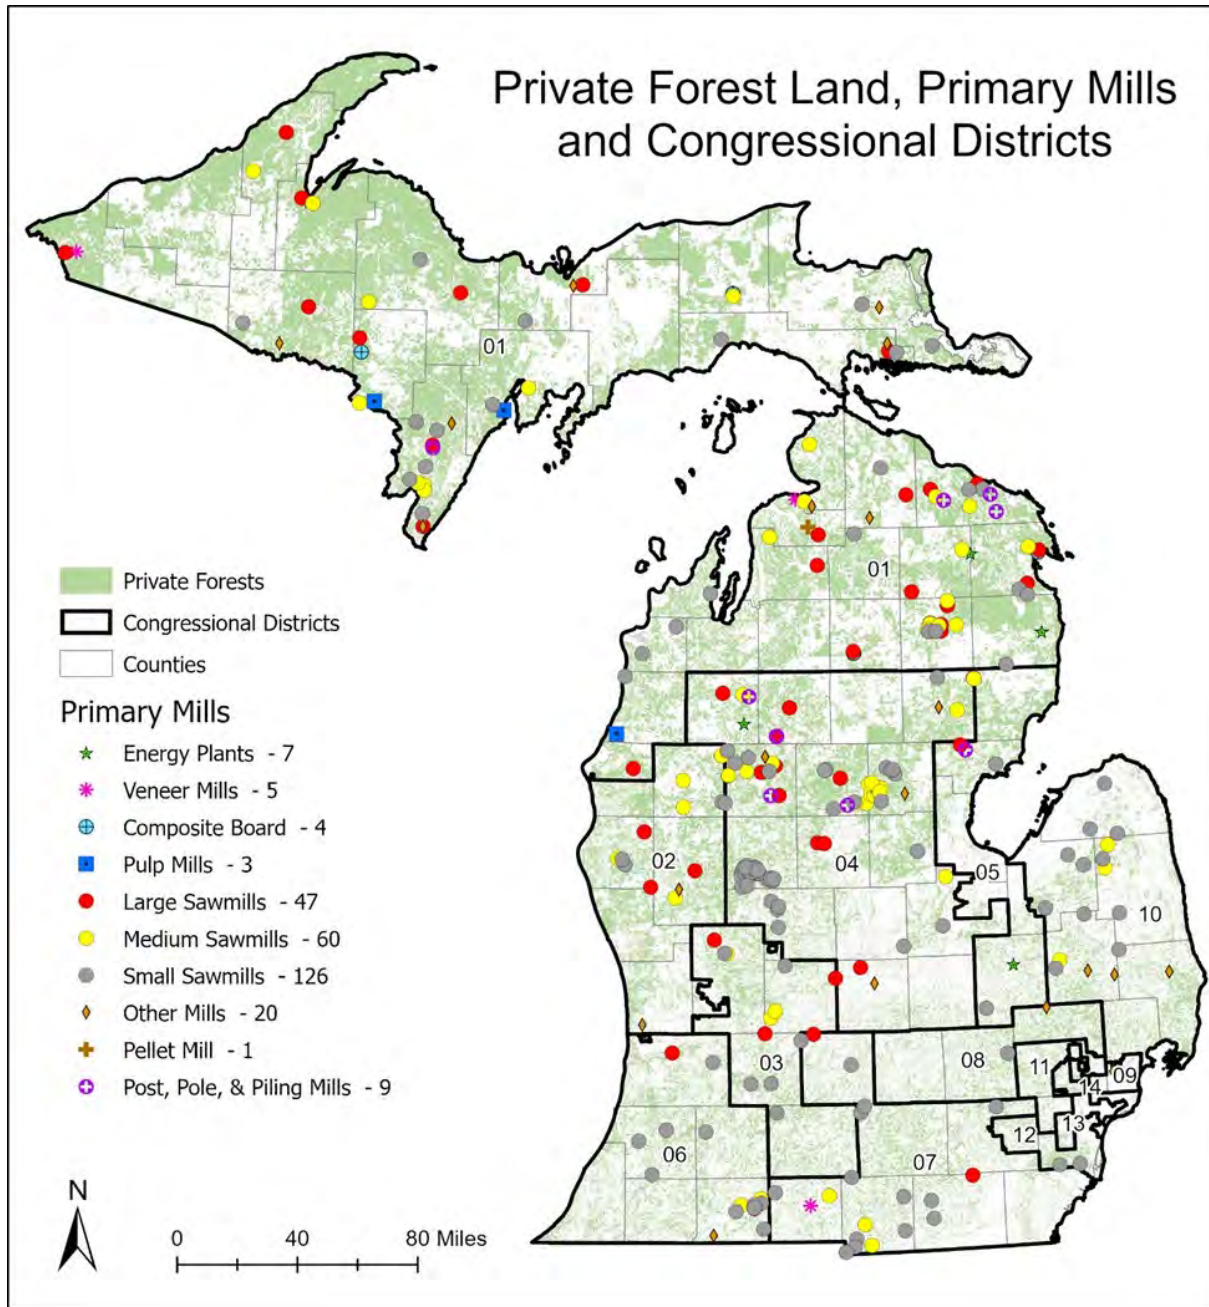 Private Forest Land, Primary Mills
and Congressional Districts
01
Private Forests
Congressional Districts
Counties
Primary Mills
Energy Plants - 7
Veneer Mills - 5
Composite Board - 4
Pulp Mills - 3
Large Sawmills - 47
Medium Sawmills - 60
Small Sawmills - 126
Other Mills - 20
Pellet Mill - 1
Post, Pole, & Piling Mills - 9
01
02
04
05
10
03
08
11
09
14
13
12
06
07
N
0 40 80 Miles